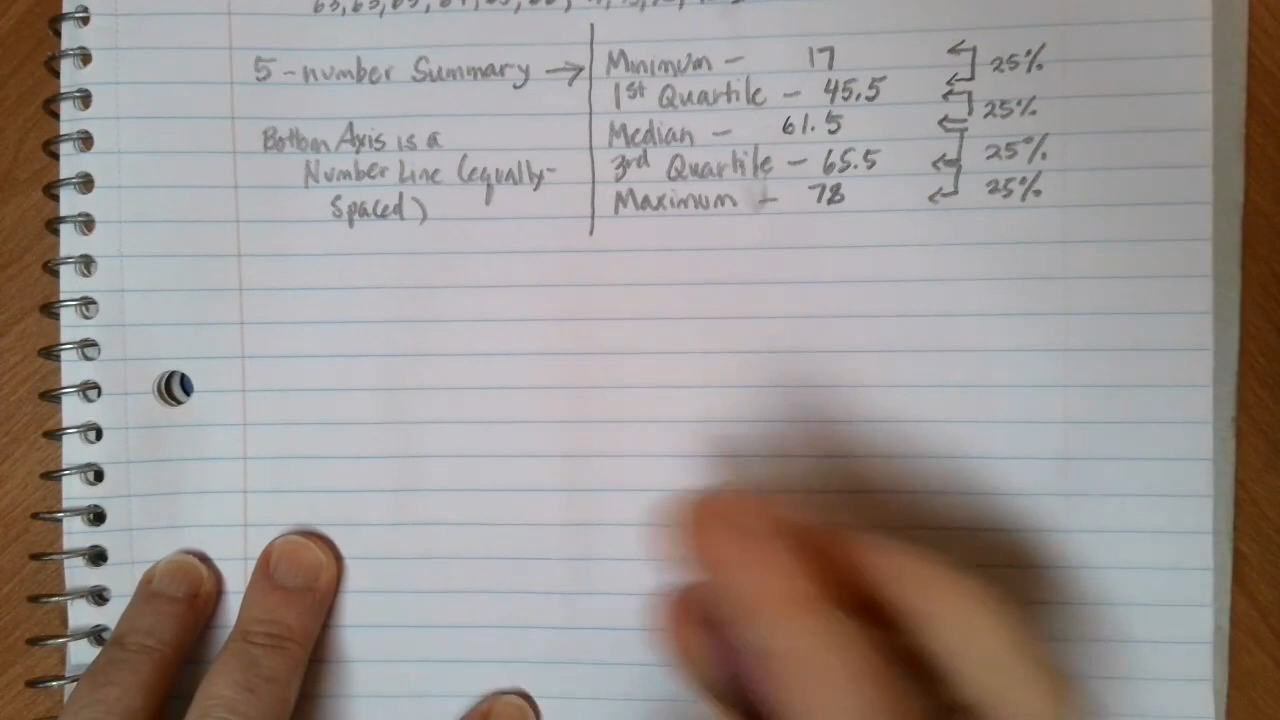 5-number Summary →
Bottom Axis is a
Number Line (equally-
spaced)
Minimum - 17
1st Quartile - 45.5
Median - 61.5
3rd Quartile - 65.5
Maximum - 78
25%
25%
25%
25%